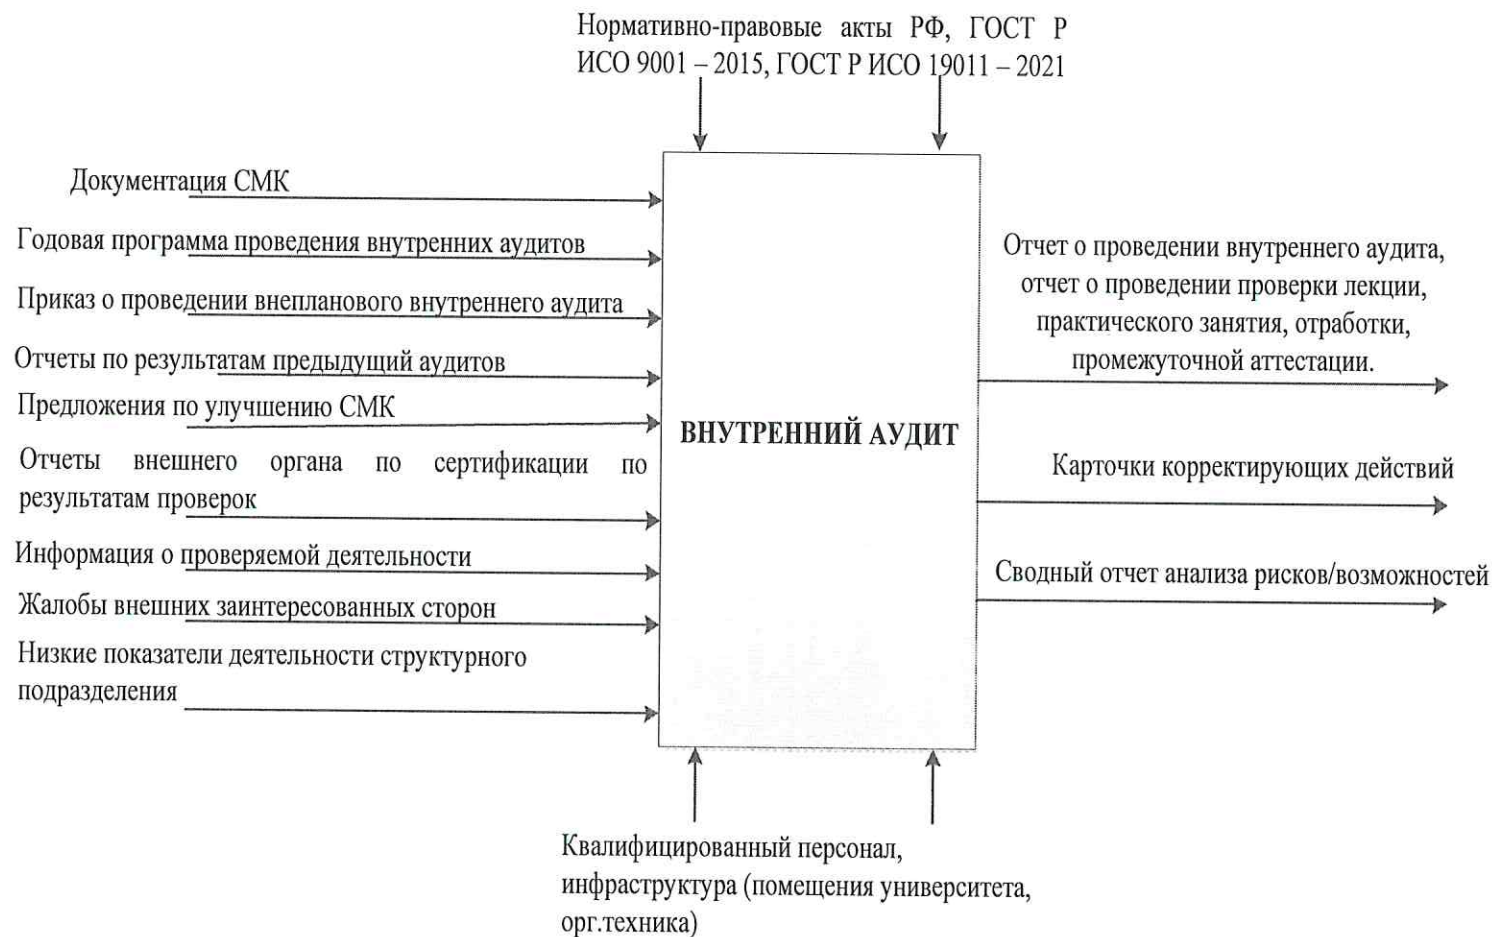 Нормативно-правовые акты РФ, ГОСТ Р
ИСО 9001 – 2015, ГОСТ Р ИСО 19011 – 2021
Документация СМК
Годовая программа проведения внутренних аудитов
Приказ о проведении внепланового внутреннего аудита
Отчеты по результатам предыдущий аудитов
Предложения по улучшению СМК
Отчеты внешнего органа по сертификации по
результатам проверок
Информация о проверяемой деятельности
Жалобы внешних заинтересованных сторон
Низкие показатели деятельности структурного
подразделения
ВНУТРЕННИЙ АУДИТ
Отчет о проведении внутреннего аудита,
отчет о проведении проверки лекции,
практического занятия, отработки,
промежуточной аттестации.
Карточки корректирующих действий
Сводный отчет анализа рисков/возможностей
Квалифицированный персонал,
инфраструктура (помещения университета,
орг.техника)